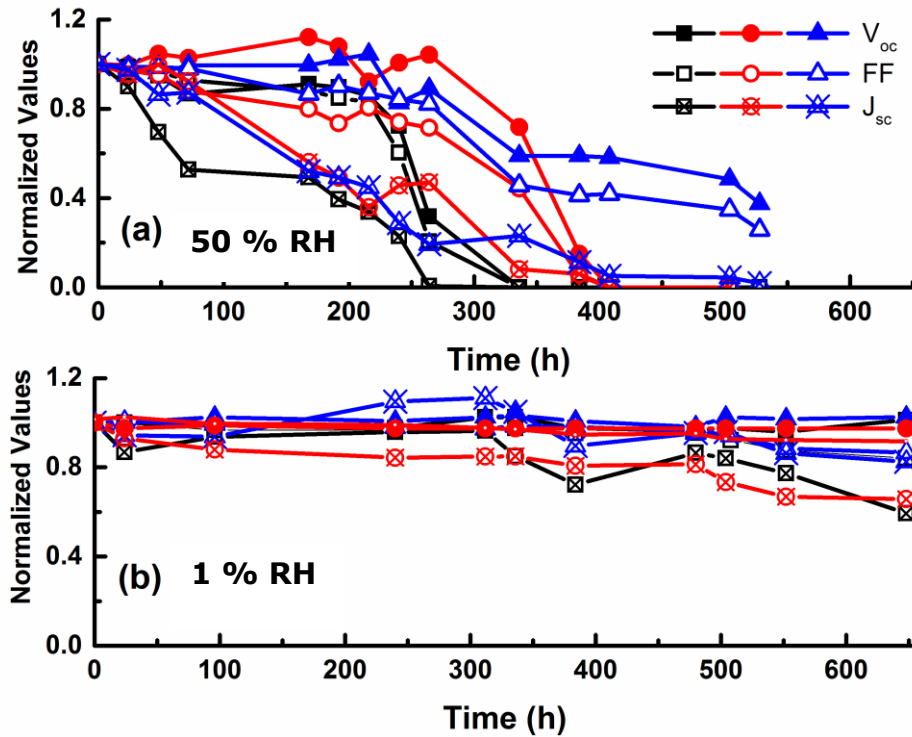 1.2
0.8
0.4
0.0
Normalized Values
(a) 50 % RH
V_oc
FF
J_sc
0 100 200 300 400 500 600
Time (h)
1.2
0.8
0.4
0.0
Normalized Values
(b) 1 % RH
0 100 200 300 400 500 600
Time (h)